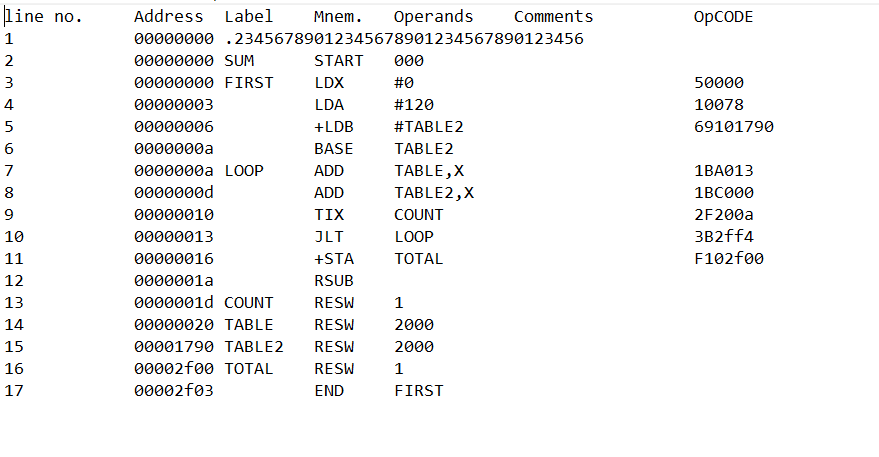 line no. Address Label Mnem. Operands Comments OpCODE
1 00000000 .23456789012345678901234567890123456
2 00000000 SUM START 000
3 00000000 FIRST LDX #0 50000
4 00000003 LDA #120 10078
5 00000006 +LDB #TABLE2 69101790
6 0000000a BASE TABLE2
7 0000000a LOOP ADD TABLE,X 1BA013
8 0000000d ADD TABLE2,X 1BC000
9 00000010 TIX COUNT 2F200a
10 00000013 JLT LOOP 3B2ff4
11 00000016 +STA TOTAL F102f00
12 0000001a RSUB
13 0000001d COUNT RESW 1
14 00000020 TABLE RESW 2000
15 00001790 TABLE2 RESW 2000
16 00002f00 TOTAL RESW 1
17 00002f03 END FIRST